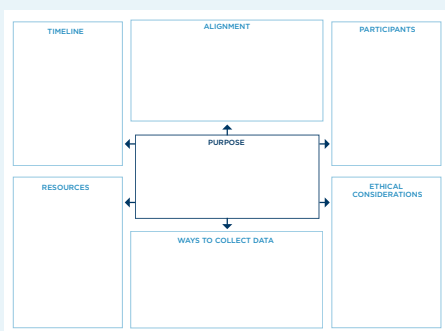 TIMELINE
ALIGNMENT
PARTICIPANTS
PURPOSE
RESOURCES
WAYS TO COLLECT DATA
ETHICAL
CONSIDERATIONS